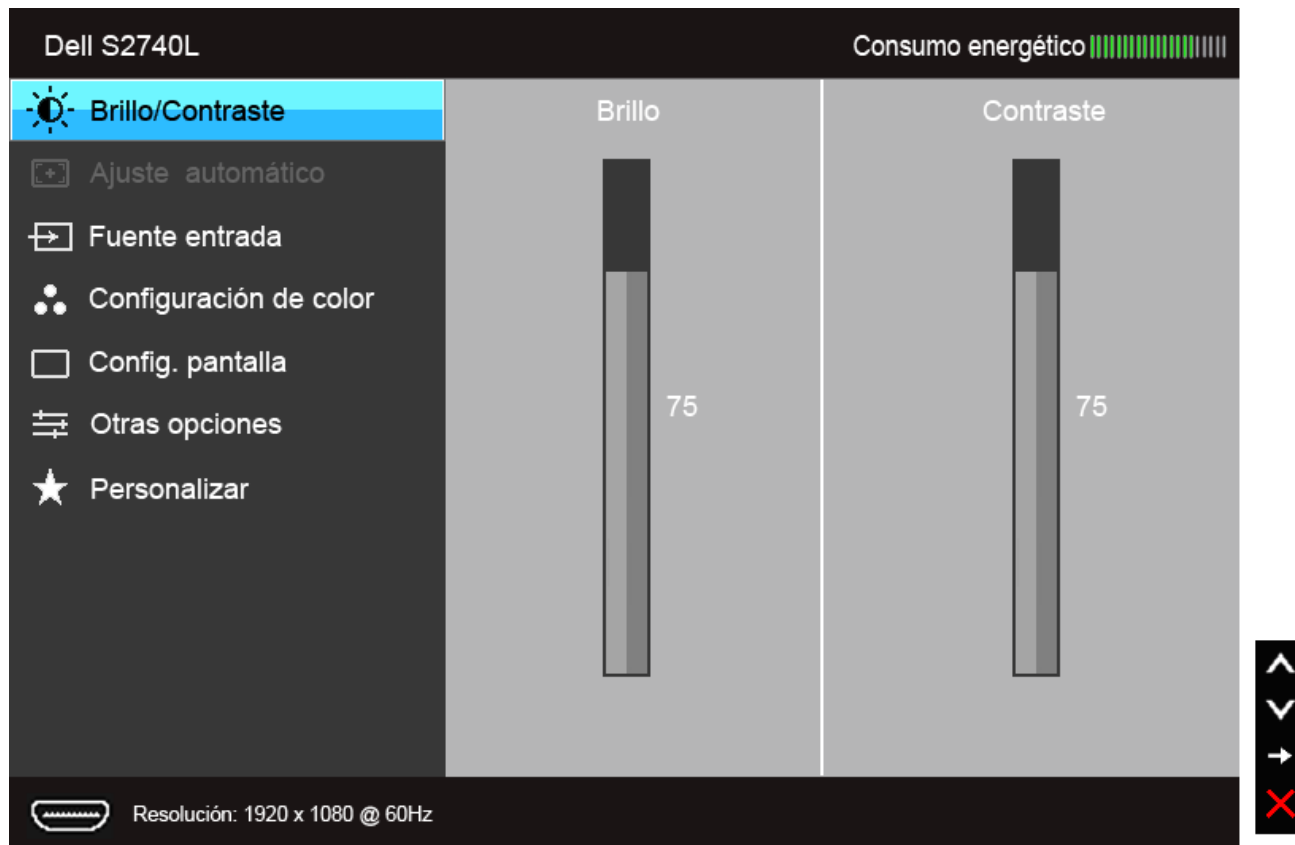 Dell S2740L
Consumo energético
Brillo/Contraste
Ajuste automático
Fuente entrada
Configuración de color
Config. pantalla
Otras opciones
Personalizar
Brillo
75
Contraste
75
Resolución: 1920 x 1080 @ 60Hz